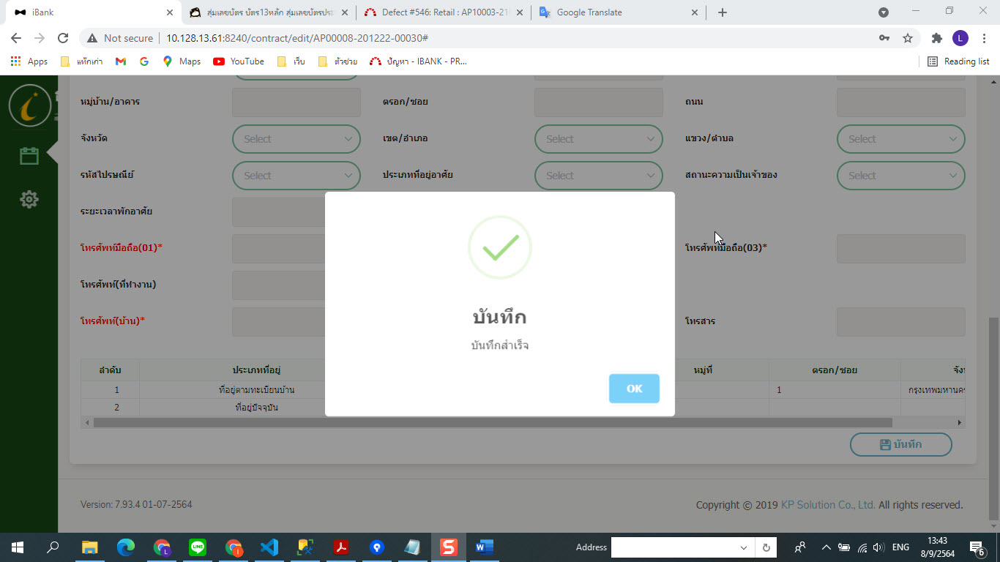 iBank
สุ่มเลขบัตร บัตร13หลัก สุ่มเลขบัตรประ
Defect #546: Retail : AP10003-21
Google Translate
Not secure
10.128.13.61:8240/contract/edit/AP00008-201222-00030#
L
Apps
แท๊กเก่า
Maps
YouTube
เว็บ
ตัวช่วย
ปัญหา - IBANK - PR...
Reading list
หมู่บ้าน/อาคาร
ตรอก/ซอย
ถนน
จังหวัด
Select
เขต/อำเภอ
Select
แขวง/ตำบล
Select
รหัสไปรษณีย์
Select
ประเภทที่อยู่อาศัย
Select
สถานะความเป็นเจ้าของ
Select
ระยะเวลาพักอาศัย
โทรศัพท์มือถือ(01)*
โทรศัพท์มือถือ(03)*
โทรศัพท์(ที่ทำงาน)
โทรศัพท์(บ้าน)*
โทรสาร
บันทึก
บันทึกสำเร็จ
OK
ลำดับ
ประเภทที่อยู่
หมู่ที่
ตรอก/ซอย
1
ที่อยู่ตามทะเบียนบ้าน
1
กรุงเทพมหานคร
2
ที่อยู่ปัจจุบัน
บันทึก
Version: 7.93.4 01-07-2564
Copyright © 2019 KP Solution Co., Ltd. All rights reserved.
Address
ENG
13:43
8/9/2564
6